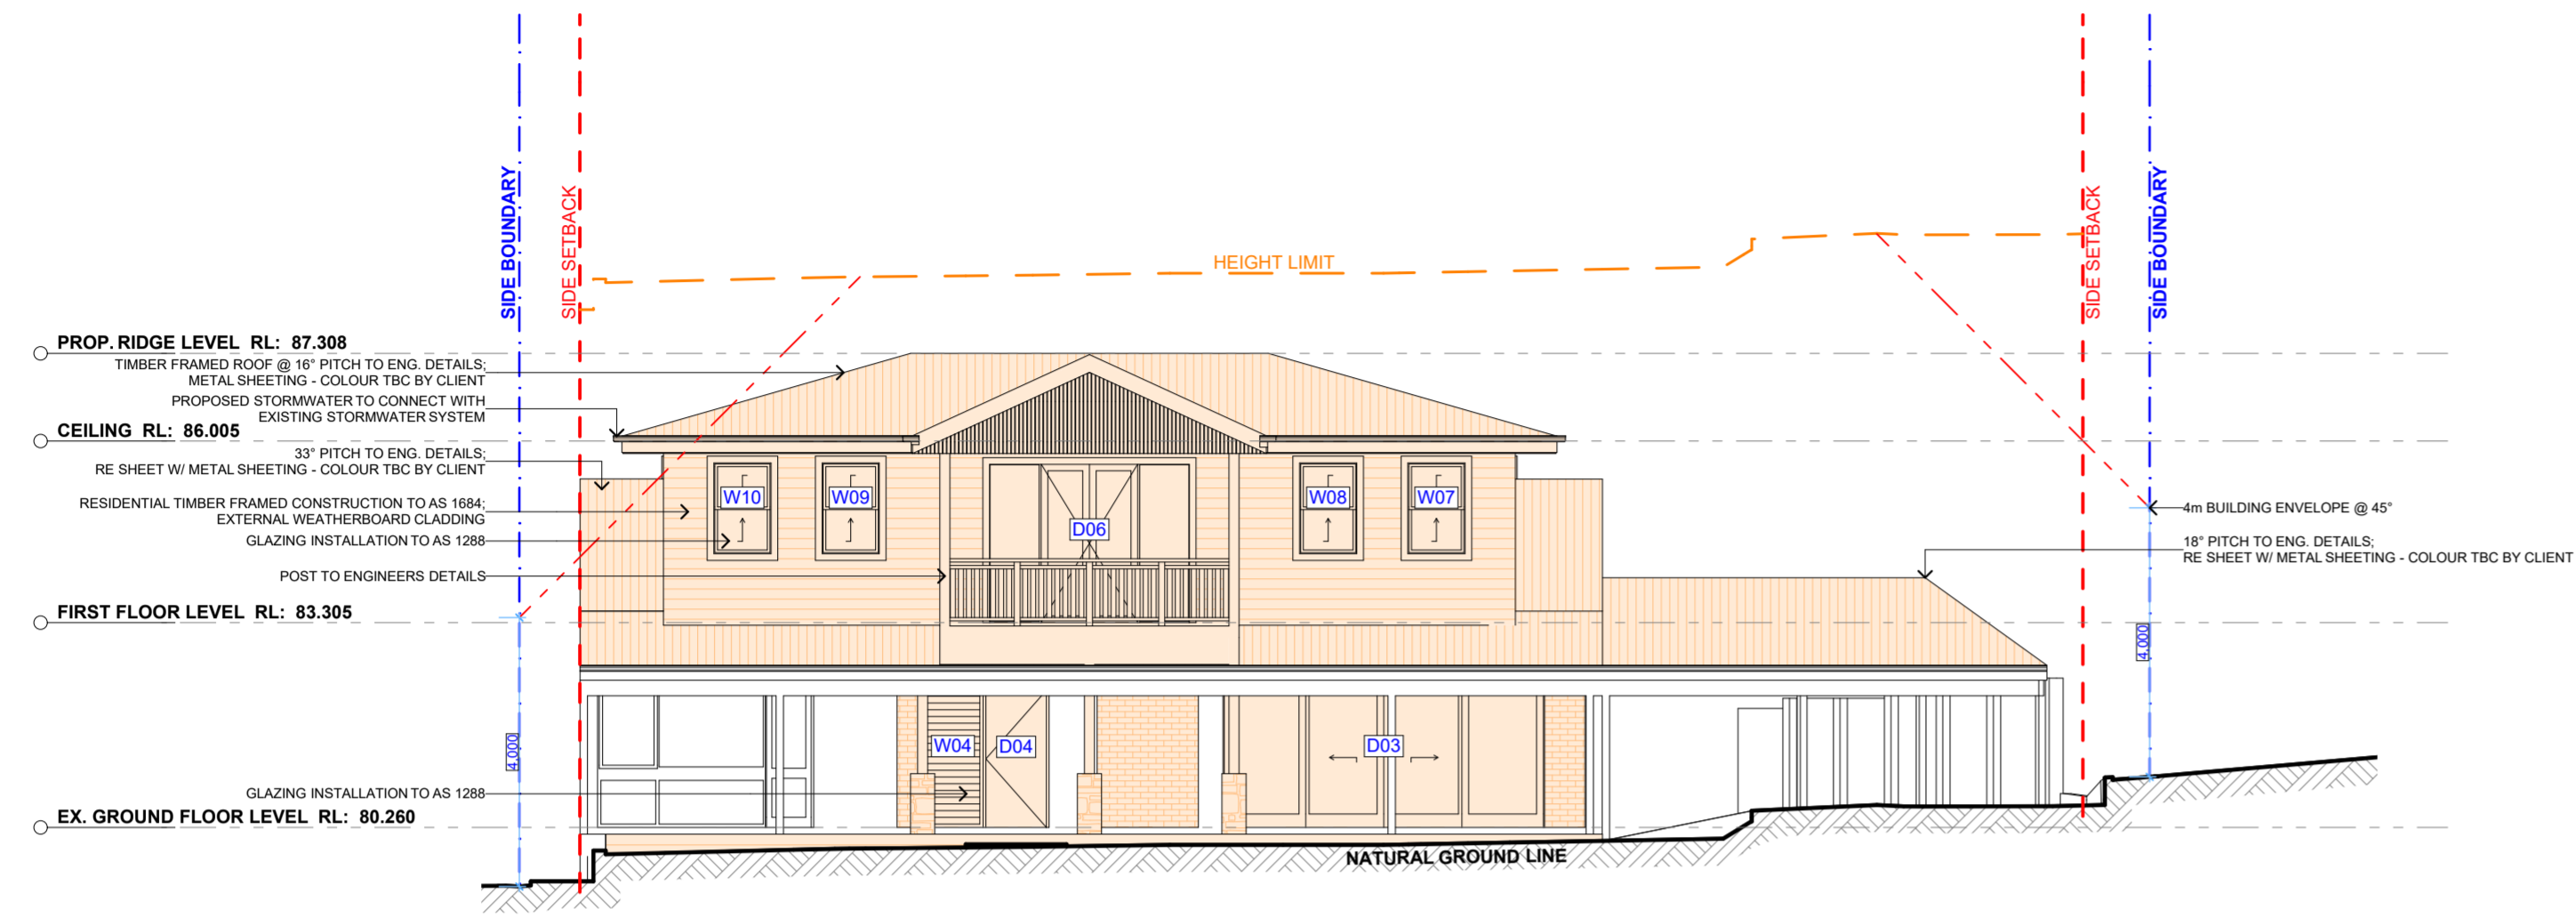 SIDE BOUNDARY
SIDE SETBACK
HEIGHT LIMIT
SIDE SETBACK
SIDE BOUNDARY
PROP. RIDGE LEVEL RL: 87.308
TIMBER FRAMED ROOF @ 16° PITCH TO ENG. DETAILS;
METAL SHEETING - COLOUR TBC BY CLIENT
PROPOSED STORMWATER TO CONNECT WITH
EXISTING STORMWATER SYSTEM
CEILING RL: 86.005
33° PITCH TO ENG. DETAILS;
RE SHEET W/ METAL SHEETING - COLOUR TBC BY CLIENT
RESIDENTIAL TIMBER FRAMED CONSTRUCTION TO AS 1684;
EXTERNAL WEATHERBOARD CLADDING
GLAZING INSTALLATION TO AS 1288
POST TO ENGINEERS DETAILS
FIRST FLOOR LEVEL RL: 83.305
W10
W09
D06
W08
W07
4m BUILDING ENVELOPE @ 45°
18° PITCH TO ENG. DETAILS;
RE SHEET W/ METAL SHEETING - COLOUR TBC BY CLIENT
4,000
4,000
W04
D04
D03
GLAZING INSTALLATION TO AS 1288
EX. GROUND FLOOR LEVEL RL: 80.260
NATURAL GROUND LINE